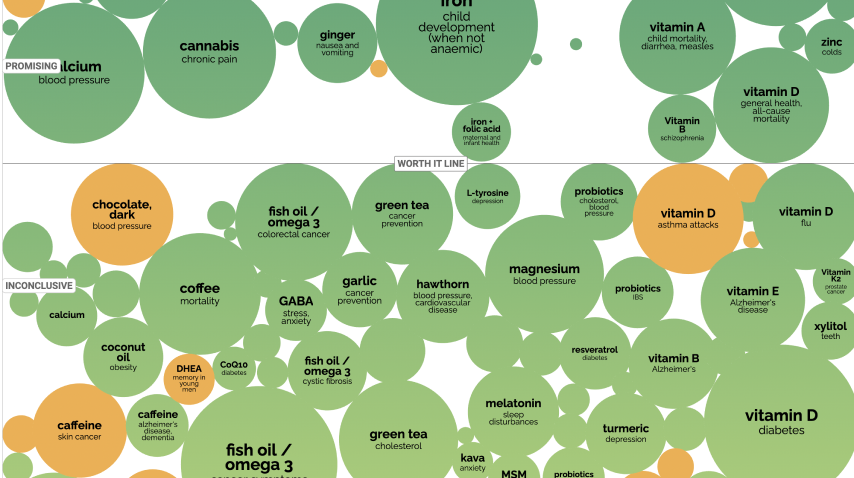 iron
child
development
(when not
anaemic)
vitamin A
child mortality,
diarrhea, measles
ginger
nausea and
vomiting
cannabis
chronic pain
zinc
colds
PROMISING
lcium
blood pressure
vitamin D
general health,
all-cause
mortality
iron +
folic acid
maternal and
infant health
Vitamin
B
schizophrenia
WORTH IT LINE
chocolate,
dark
blood pressure
fish oil /
omega 3
colorectal cancer
green tea
cancer
prevention
L-tyrosine
depression
probiotics
cholesterol,
blood
pressure
vitamin D
asthma attacks
vitamin D
flu
INCONCLUSIVE
coffee
mortality
GABA
stress,
anxiety
garlic
cancer
prevention
hawthorn
blood pressure,
cardiovascular
disease
magnesium
blood pressure
probiotics
IBS
vitamin E
Alzheimer's
disease
Vitamin
K2
prostate
cancer
calcium
xylitol
teeth
coconut
oil
obesity
DHEA
memory in
young
men
CoQ10
diabetes
fish oil /
omega 3
cystic fibrosis
resveratrol
diabetes
vitamin B
Alzheimer's
caffeine
skin cancer
caffeine
alzheimer's
disease,
dementia
melatonin
sleep
disturbances
vitamin D
diabetes
fish oil /
omega 3
green tea
cholesterol
turmeric
depression
kava
anxiety
MSM
probiotics